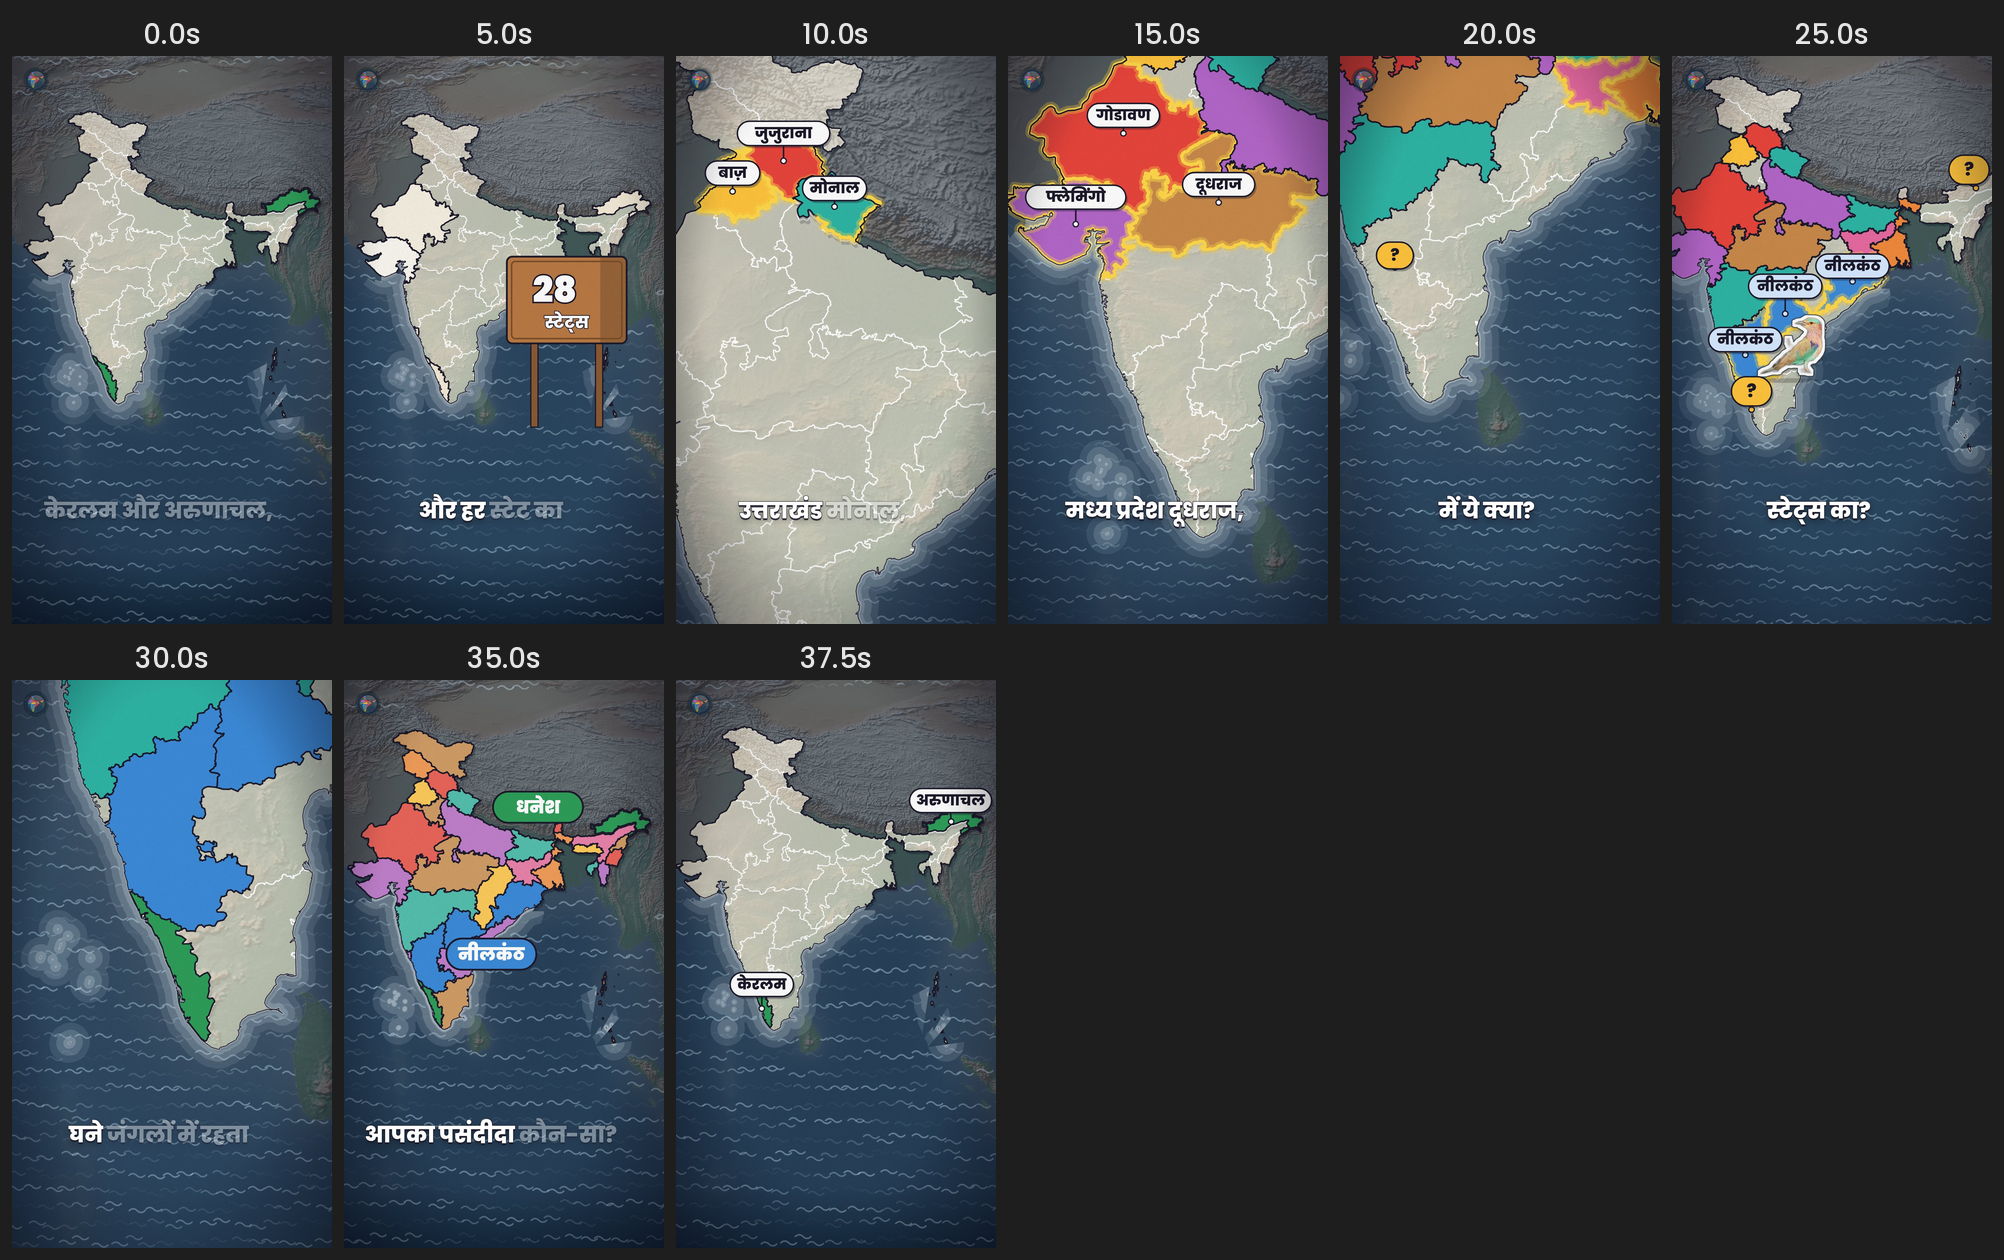 0.0s
केरलम और अरुणाचल,
5.0s
28
स्टेट्स
और हर स्टेट का
10.0s
जुजुराना
बाज़
मोनाल
उत्तराखंड मोनाल,
15.0s
गोडावण
दूधराज
फ्लेमिंगो
मध्य प्रदेश दूधराज,
20.0s
?
में ये क्या?
25.0s
?
नीलकंठ
नीलकंठ
नीलकंठ
?
स्टेट्स का?
30.0s
घने जंगलों में रहता
35.0s
धनेश
नीलकंठ
आपका पसंदीदा कौन-सा?
37.5s
अरुणाचल
केरलम